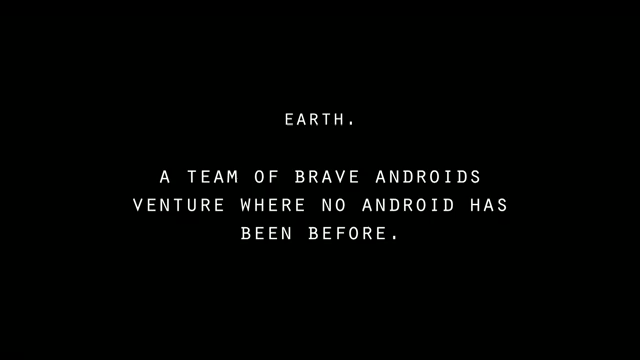 EARTH.
A TEAM OF BRAVE ANDROIDS
VENTURE WHERE NO ANDROID HAS
BEEN BEFORE.